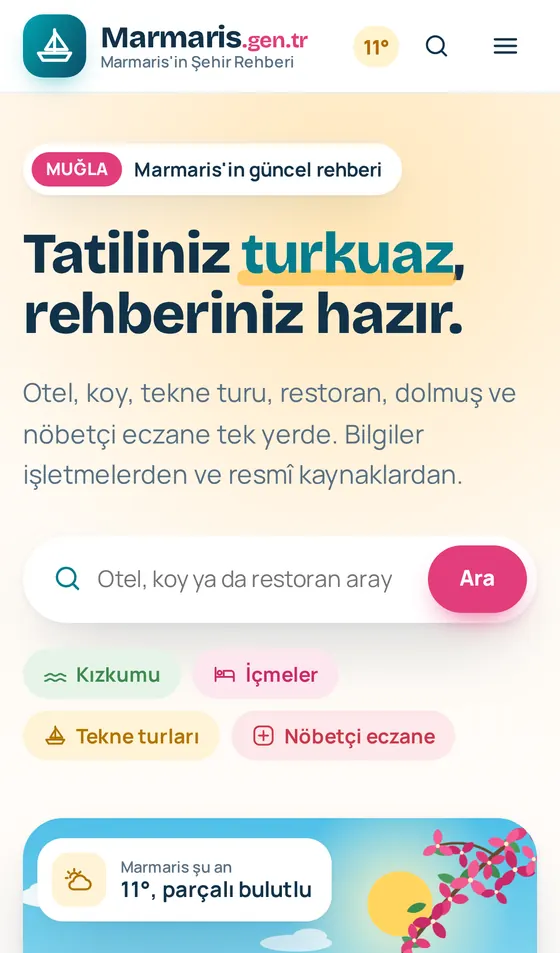 Marmaris.gen.tr
Marmaris'in Şehir Rehberi
11°
MUĞLA
Marmaris'in güncel rehberi
Tatiliniz turkuaz,
rehberiniz hazır.
Otel, koy, tekne turu, restoran, dolmuş ve
nöbetçi eczane tek yerde. Bilgiler
işletmelerden ve resmî kaynaklardan.
Otel, koy ya da restoran aray
Ara
Kızkumu
İçmeler
Tekne turları
Nöbetçi eczane
Marmaris şu an
11°, parçalı bulutlu